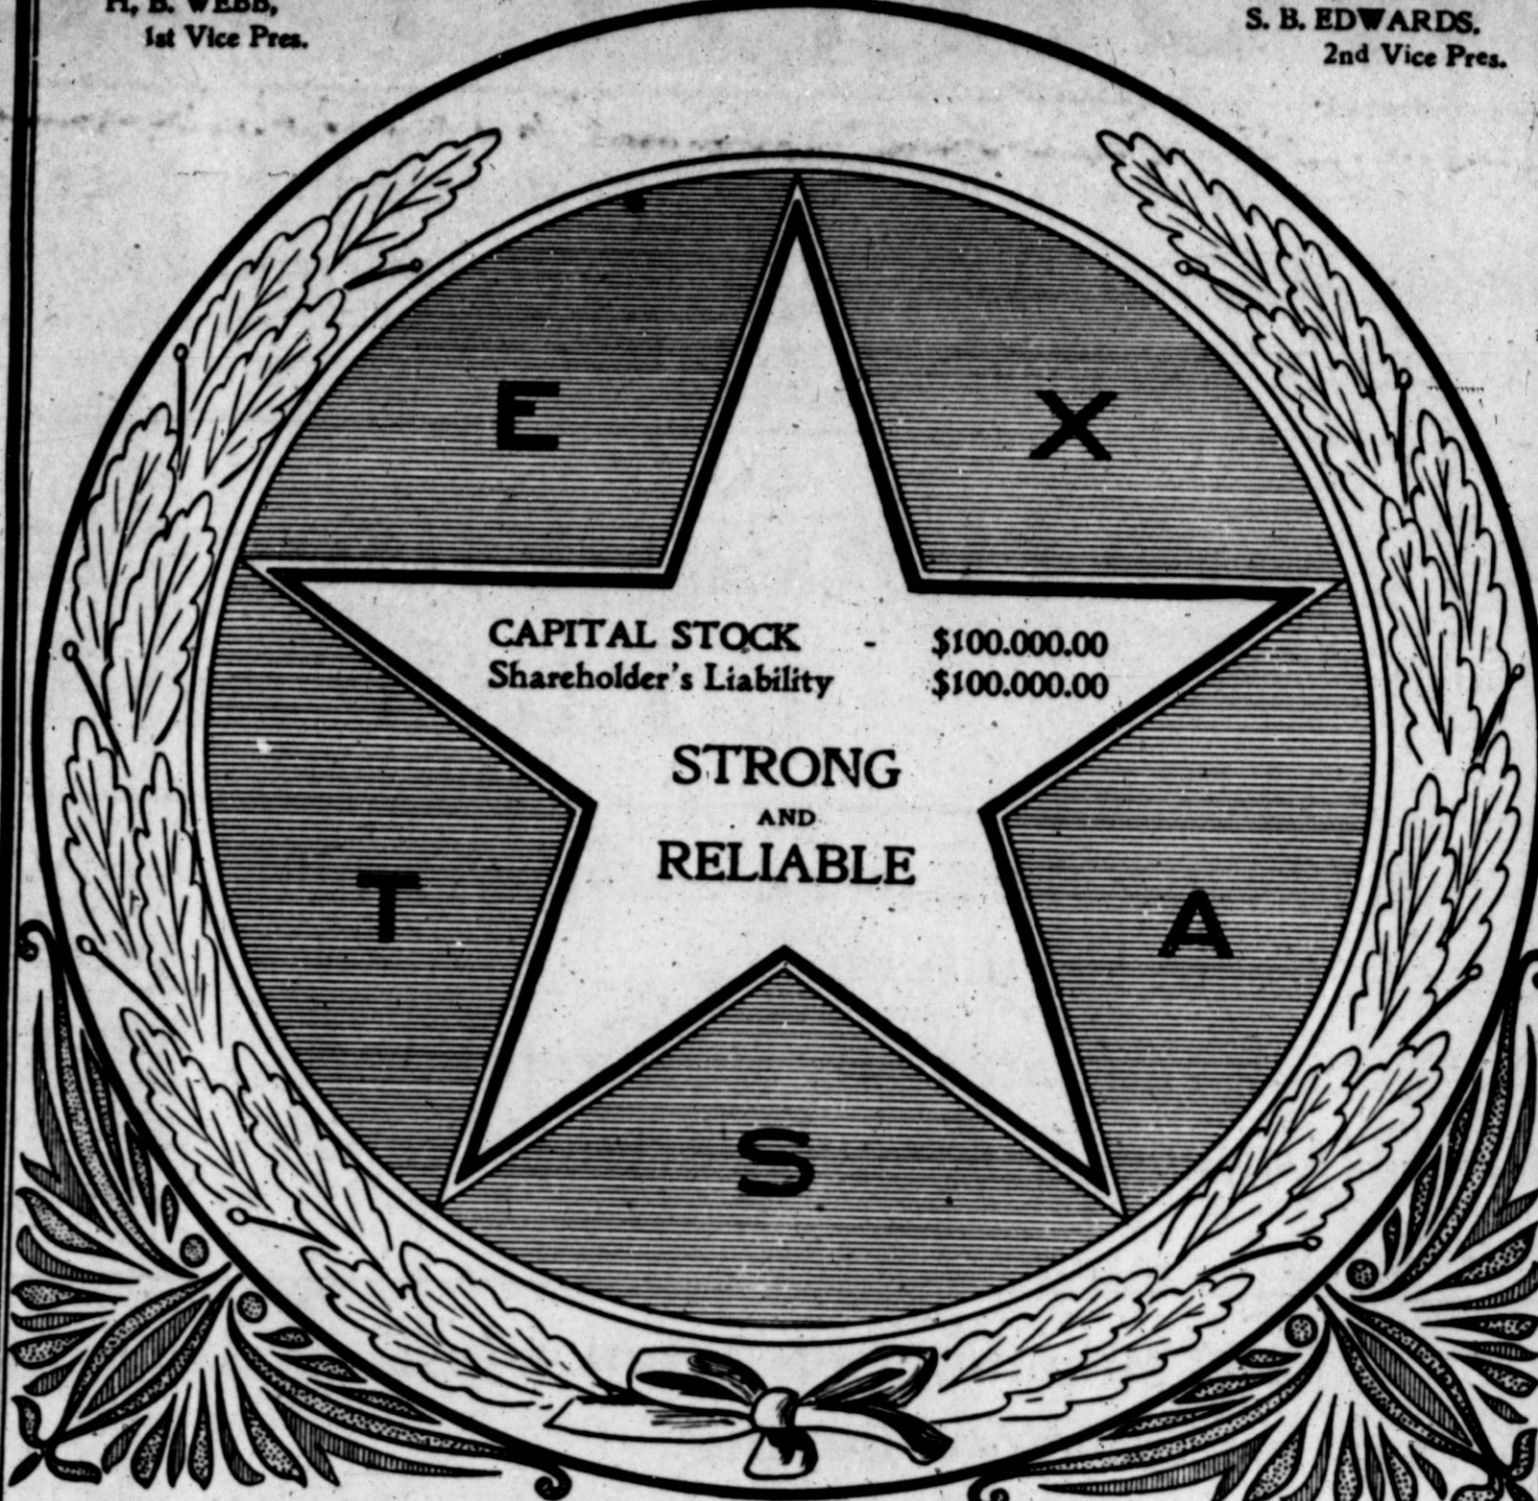 H. B. WEBB,
1st Vice Pres.
S. B. EDWARDS.
2nd Vice Pres.
T E X A S
CAPITAL STOCK - $100.000.00
Shareholder's Liability $100.000.00
STRONG
AND
RELIABLE